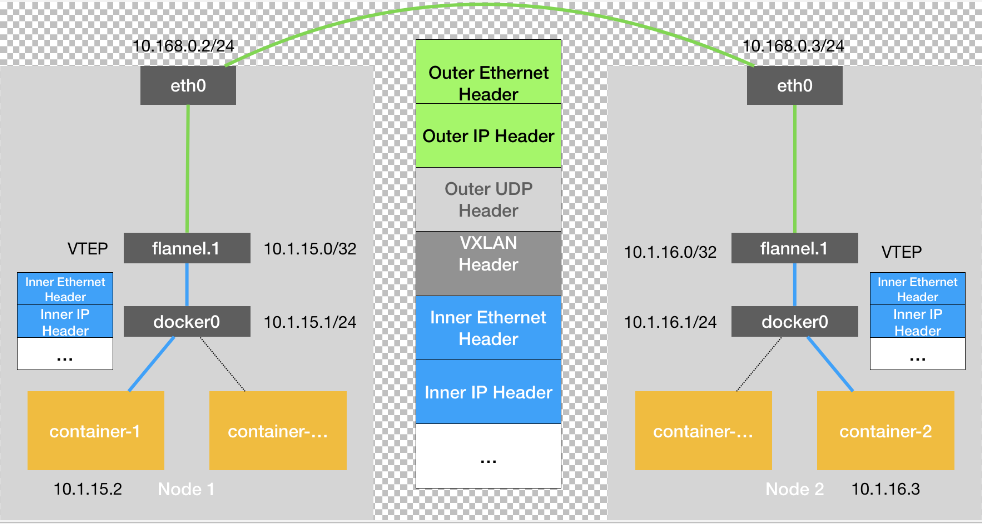 10.168.0.2/24
10.168.0.3/24
eth0
eth0
Outer Ethernet
Header
Outer IP Header
Outer UDP
Header
VXLAN
Header
Inner Ethernet
Header
Inner IP Header
...
VTEP
flannel.1
10.1.15.0/32
Inner Ethernet
Header
Inner IP
Header
...
docker0
10.1.15.1/24
container-1
container-...
10.1.15.2
Node 1
10.1.16.0/32
flannel.1
VTEP
10.1.16.1/24
docker0
Inner Ethernet
Header
Inner IP
Header
...
container-...
container-2
Node 2
10.1.16.3